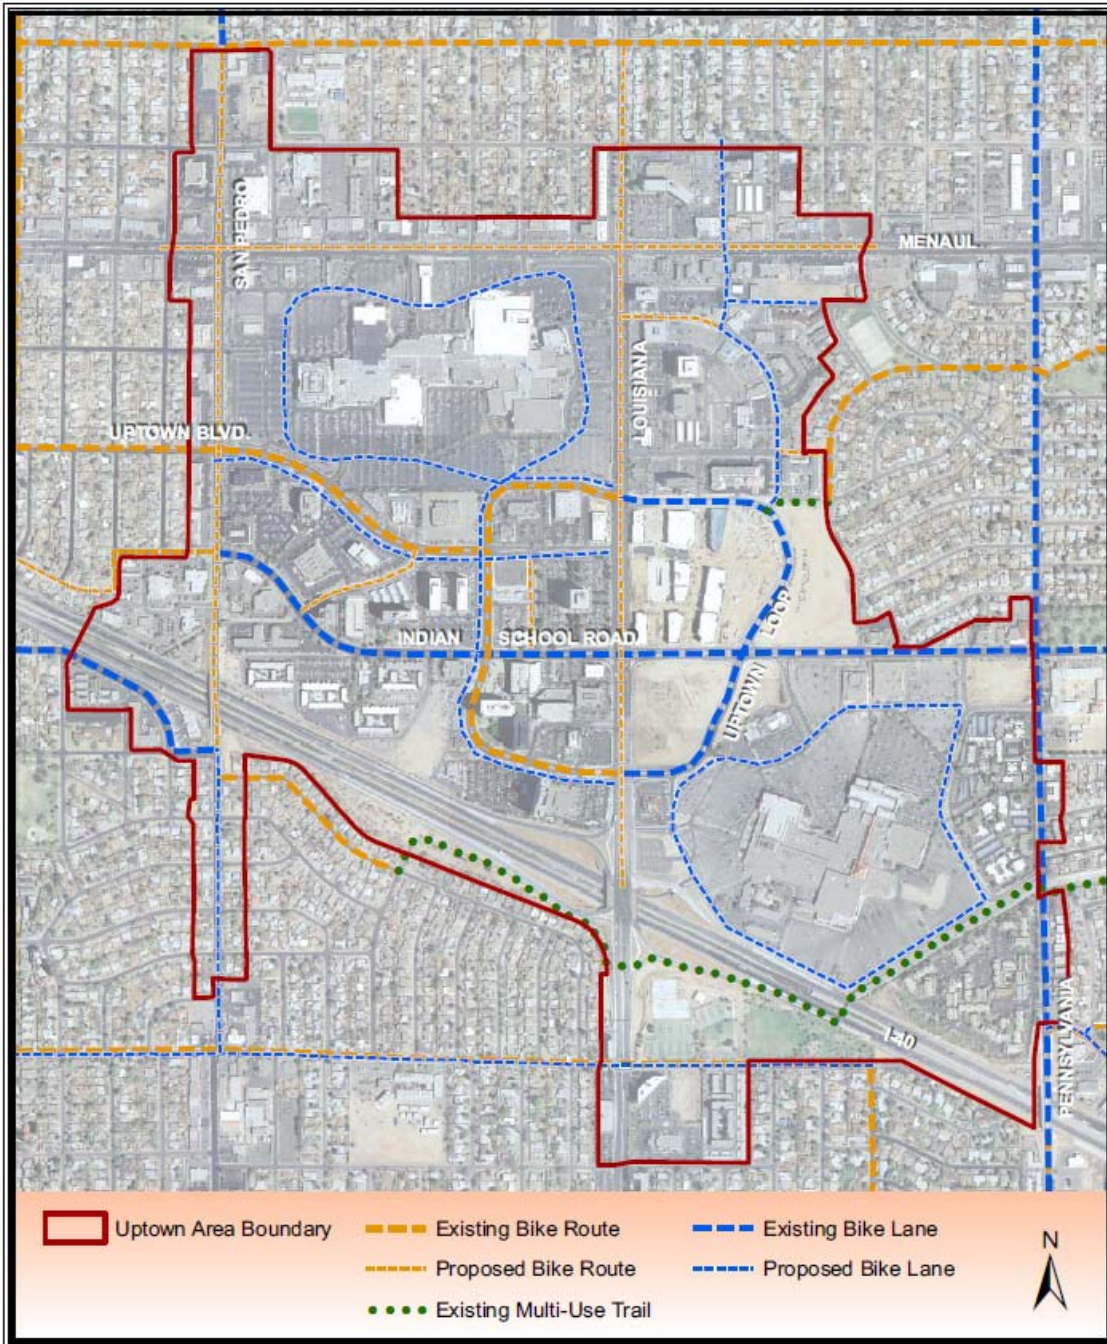 SAN PEDRO
MENAUL
LOUISIANA
UPTOWN BLVD.
INDIAN SCHOOL ROAD
UPTOWN LOOP
I-40
PENNSYLVANIA
Uptown Area Boundary
Existing Bike Route
Existing Bike Lane
Proposed Bike Route
Proposed Bike Lane
Existing Multi-Use Trail
N